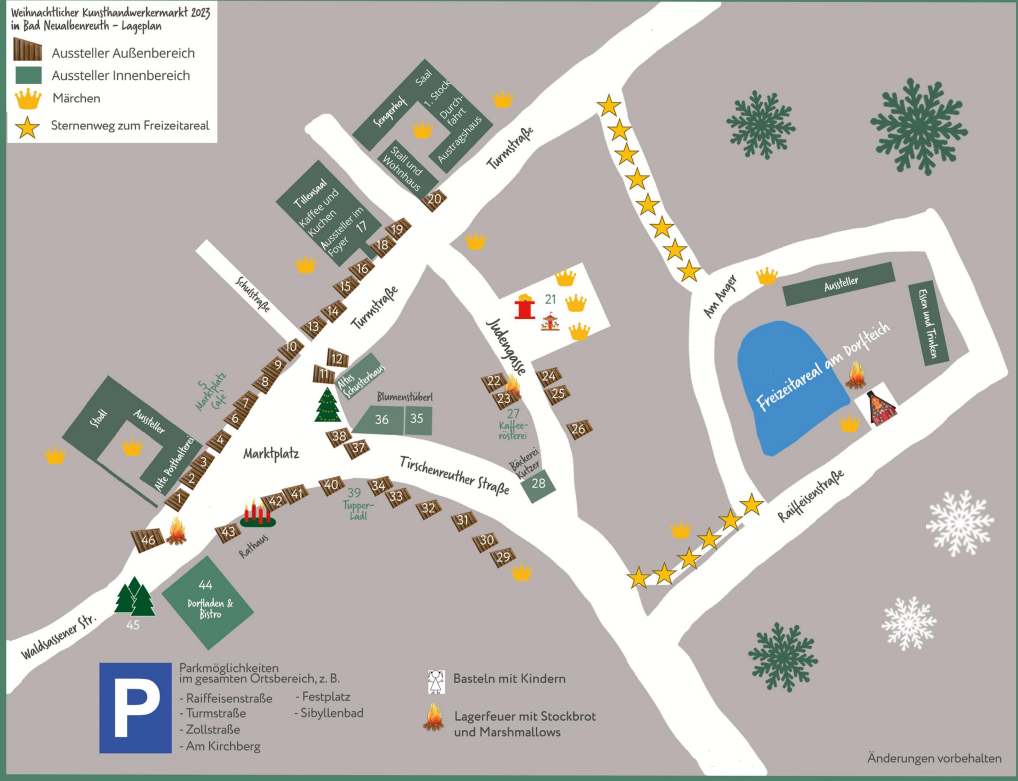 Weihnachtlicher Kunsthandwerkermarkt 2023
in Bad Neualbenreuth - Lageplan
Aussteller Außenbereich
Aussteller Innenbereich
Märchen
Sternenweg zum Freizeitareal
Sengerhof
Saal
1. Stock
Durch-
fahrt
Austragshaus
Stall und
Wohnhaus
Turmstraße
20
Tillensaal
Kaffee und
Kuchen
Aussteller im
Foyer
17
19
18
16
15
14
13
Schulstraße
Turmstraße
10
9
8
7
6
5
Marktplatz
Café
4
3
2
1
12
11
Altes
Schusterhaus
Blumenstüberl
36
35
38
37
Judengasse
21
22
23
24
25
26
27
Kaffee-
rösterei
Bäckerei
Kutzer
28
Am Anger
Aussteller
Essen und Trinken
Freizeitareal am Dorfteich
Raiffeisenstraße
Stodl
Aussteller
Alte Posthalterei
Marktplatz
Tirschenreuther Straße
46
43
42
41
40
39
Tupper-
Ladl
34
33
32
31
30
29
Rathaus
44
Dorfladen &
Bistro
45
Waldsassener Str.
P
Parkmöglichkeiten
im gesamten Ortsbereich, z. B.
- Raiffeisenstraße
- Turmstraße
- Zollstraße
- Am Kirchberg
- Festplatz
- Sibyllenbad
Basteln mit Kindern
Lagerfeuer mit Stockbrot
und Marshmallows
Änderungen vorbehalten